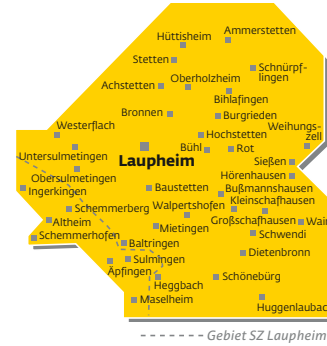 Ammerstetten
Hüttisheim
Stetten
Schnürpf-
lingen
Achstetten
Oberholzheim
Bihlafingen
Bronnen
Burgrieden
Westerflach
Hochstetten
Weihungs-
zell
Untersulmetingen
Laupheim
Bühl
Rot
Sießen
Obersulmetingen
Hörenhausen
Ingerkingen
Baustetten
Bußmannshausen
Walpertshofen
Kleinschafhausen
Schemmerberg
Großschafhausen
Wain
Altheim
Mietingen
Schwendi
Schemmerhofen
Baltringen
Äpfingen
Sulmingen
Dietenbronn
Heggbach
Schönebürg
Maselheim
Huggenlaubach
Gebiet SZ Laupheim